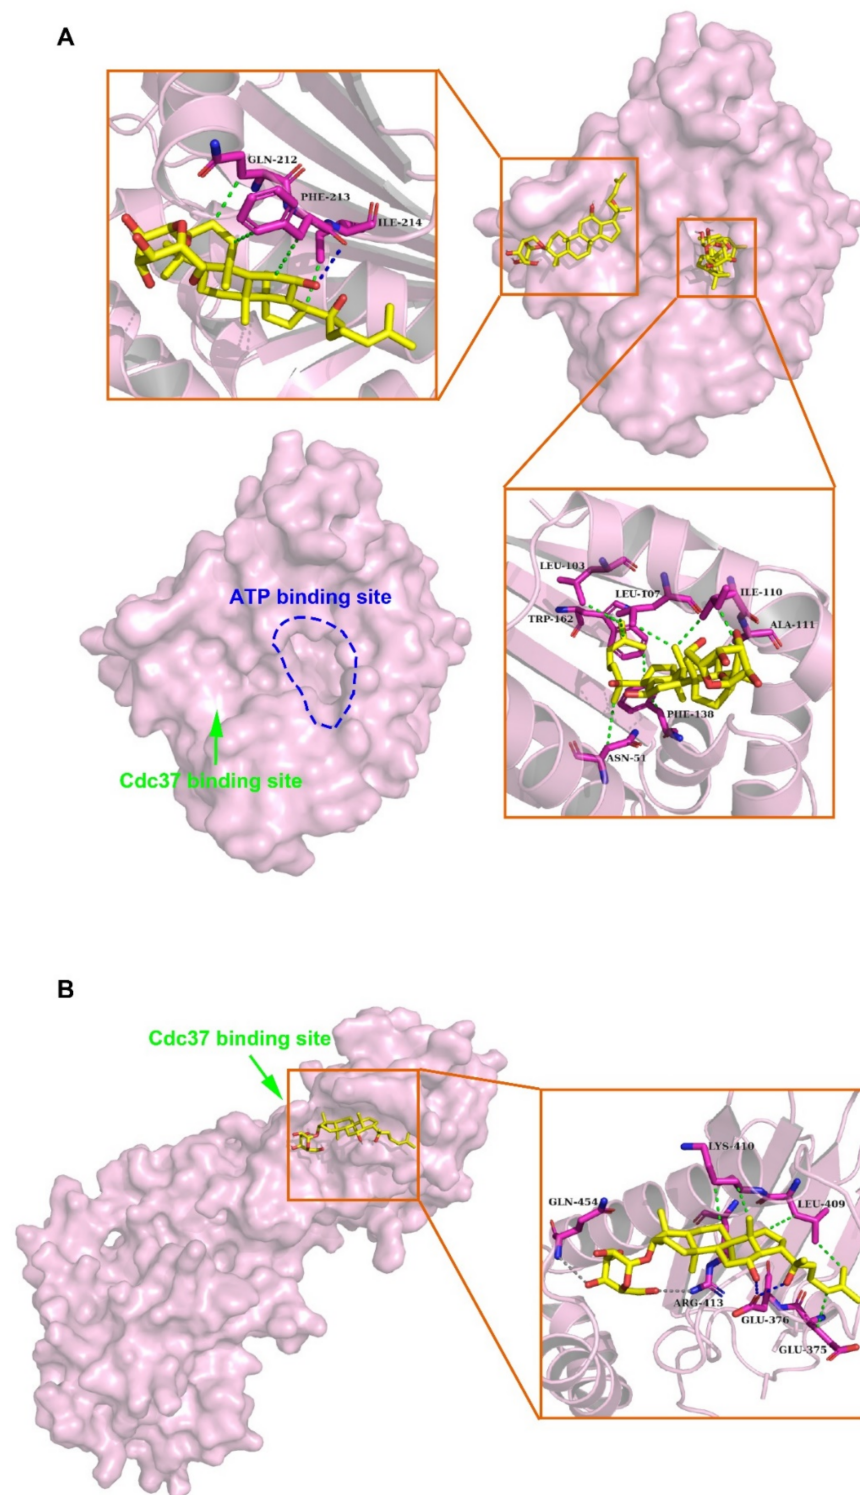 A
GLN-212
PHE-213
ILE-214
LEU-103
LEU-107
ILE-110
TRP-162
ALA-111
PHE-138
ASN-51
ATP binding site
Cdc37 binding site
B
Cdc37 binding site
LYS-410
GLN-454
LEU-409
ARG-413
GLU-376
GLU-375